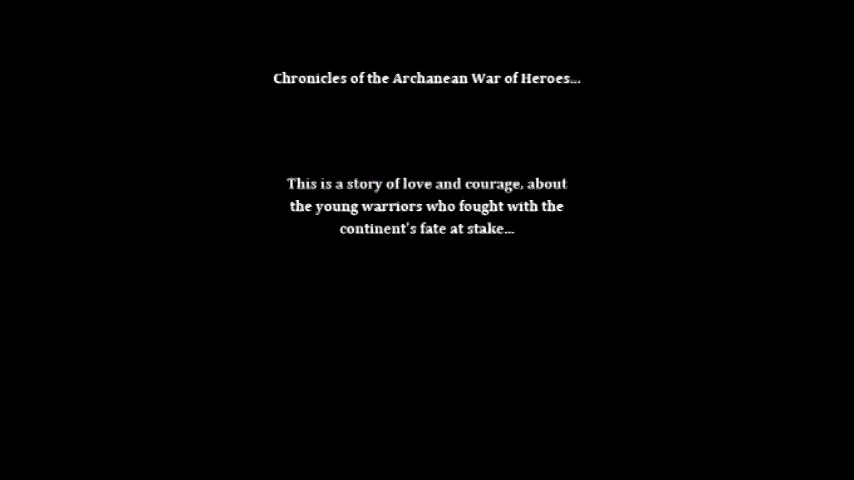 Chronicles of the Archanean War of Heroes...
This is a story of love and courage, about
the young warriors who fought with the
continent's fate at stake...